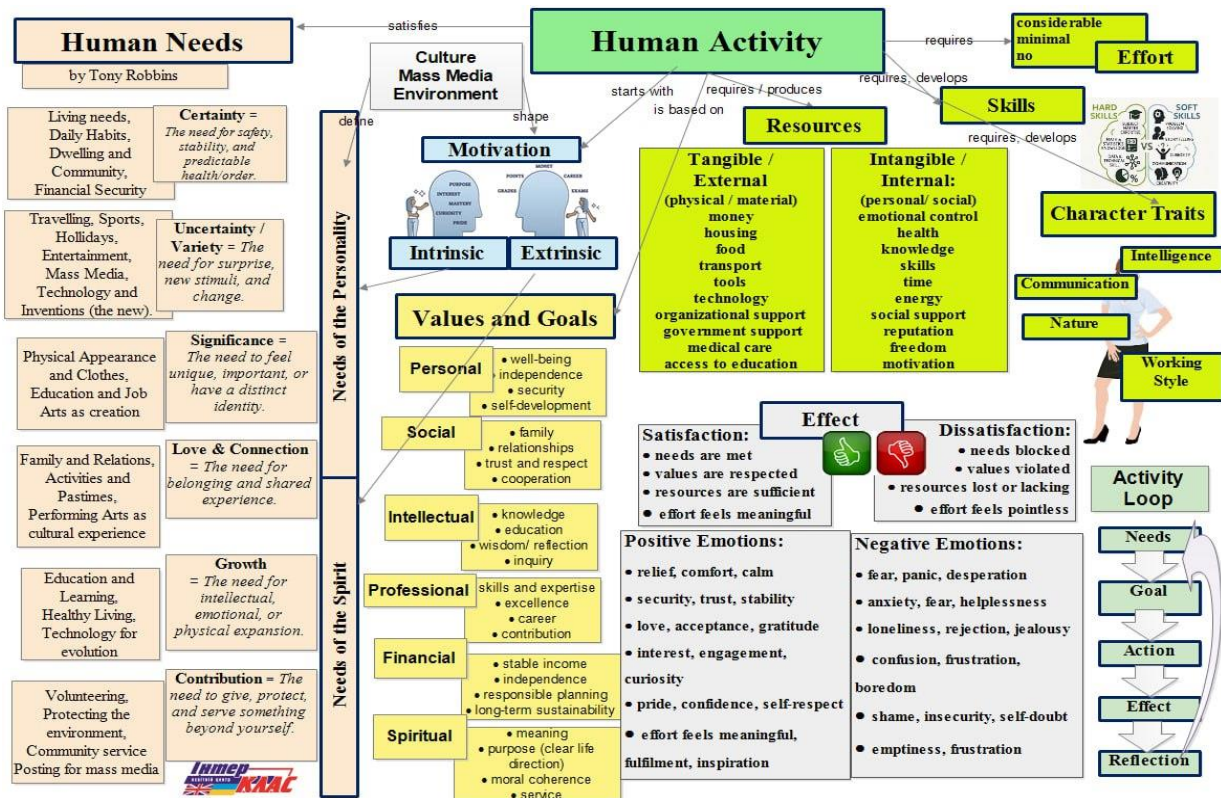 Human Needs
by Tony Robbins
satisfies
Human Activity
requires
considerable
minimal
no
Effort
Culture
Mass Media
Environment
define
shape
starts with
is based on
requires / produces
requires, develops
Skills
requires, develops
HARD
SKILLS
SOFT
SKILLS
VS
Character Traits
Intelligence
Communication
Nature
Working
Style
Living needs,
Daily Habits,
Dwelling and
Community,
Financial Security
Certainty =
The need for safety,
stability, and
predictable
health/order.
Travelling, Sports,
Hollidays,
Entertainment,
Mass Media,
Technology and
Inventions (the new).
Uncertainty /
Variety = The
need for surprise,
new stimuli, and
change.
Physical Appearance
and Clothes,
Education and Job
Arts as creation
Significance =
The need to feel
unique, important, or
have a distinct
identity.
Family and Relations,
Activities and
Pastimes,
Performing Arts as
cultural experience
Love & Connection
= The need for
belonging and shared
experience.
Education and
Learning,
Healthy Living,
Technology for
evolution
Growth
= The need for
intellectual,
emotional, or
physical expansion.
Volunteering,
Protecting the
environment,
Community service
Posting for mass media
Contribution = The
need to give, protect,
and serve something
beyond yourself.
Інтер
КЛАС
Needs of the Personality
Needs of the Spirit
Motivation
PURPOSE
INTEREST
MASTERY
CURIOSITY
PRIDE
MONEY
POINTS
CAREER
GRADES
EXAMS
Intrinsic
Extrinsic
Values and Goals
Personal
• well-being
• independence
• security
• self-development
Social
• family
• relationships
• trust and respect
• cooperation
Intellectual
• knowledge
• education
• wisdom/ reflection
• inquiry
Professional
skills and expertise
• excellence
• career
• contribution
Financial
• stable income
• independence
• responsible planning
• long-term sustainability
Spiritual
• meaning
• purpose (clear life
direction)
• moral coherence
• service
Resources
Tangible /
External
(physical / material)
money
housing
food
transport
tools
technology
organizational support
government support
medical care
access to education
Intangible /
Internal:
(personal/ social)
emotional control
health
knowledge
skills
time
energy
social support
reputation
freedom
motivation
Effect
Satisfaction:
• needs are met
• values are respected
• resources are sufficient
• effort feels meaningful
Dissatisfaction:
• needs blocked
• values violated
• resources lost or lacking
• effort feels pointless
Positive Emotions:
• relief, comfort, calm
• security, trust, stability
• love, acceptance, gratitude
• interest, engagement,
curiosity
• pride, confidence, self-respect
• effort feels meaningful,
fulfilment, inspiration
Negative Emotions:
• fear, panic, desperation
• anxiety, fear, helplessness
• loneliness, rejection, jealousy
• confusion, frustration,
boredom
• shame, insecurity, self-doubt
• emptiness, frustration
Activity
Loop
Needs
Goal
Action
Effect
Reflection